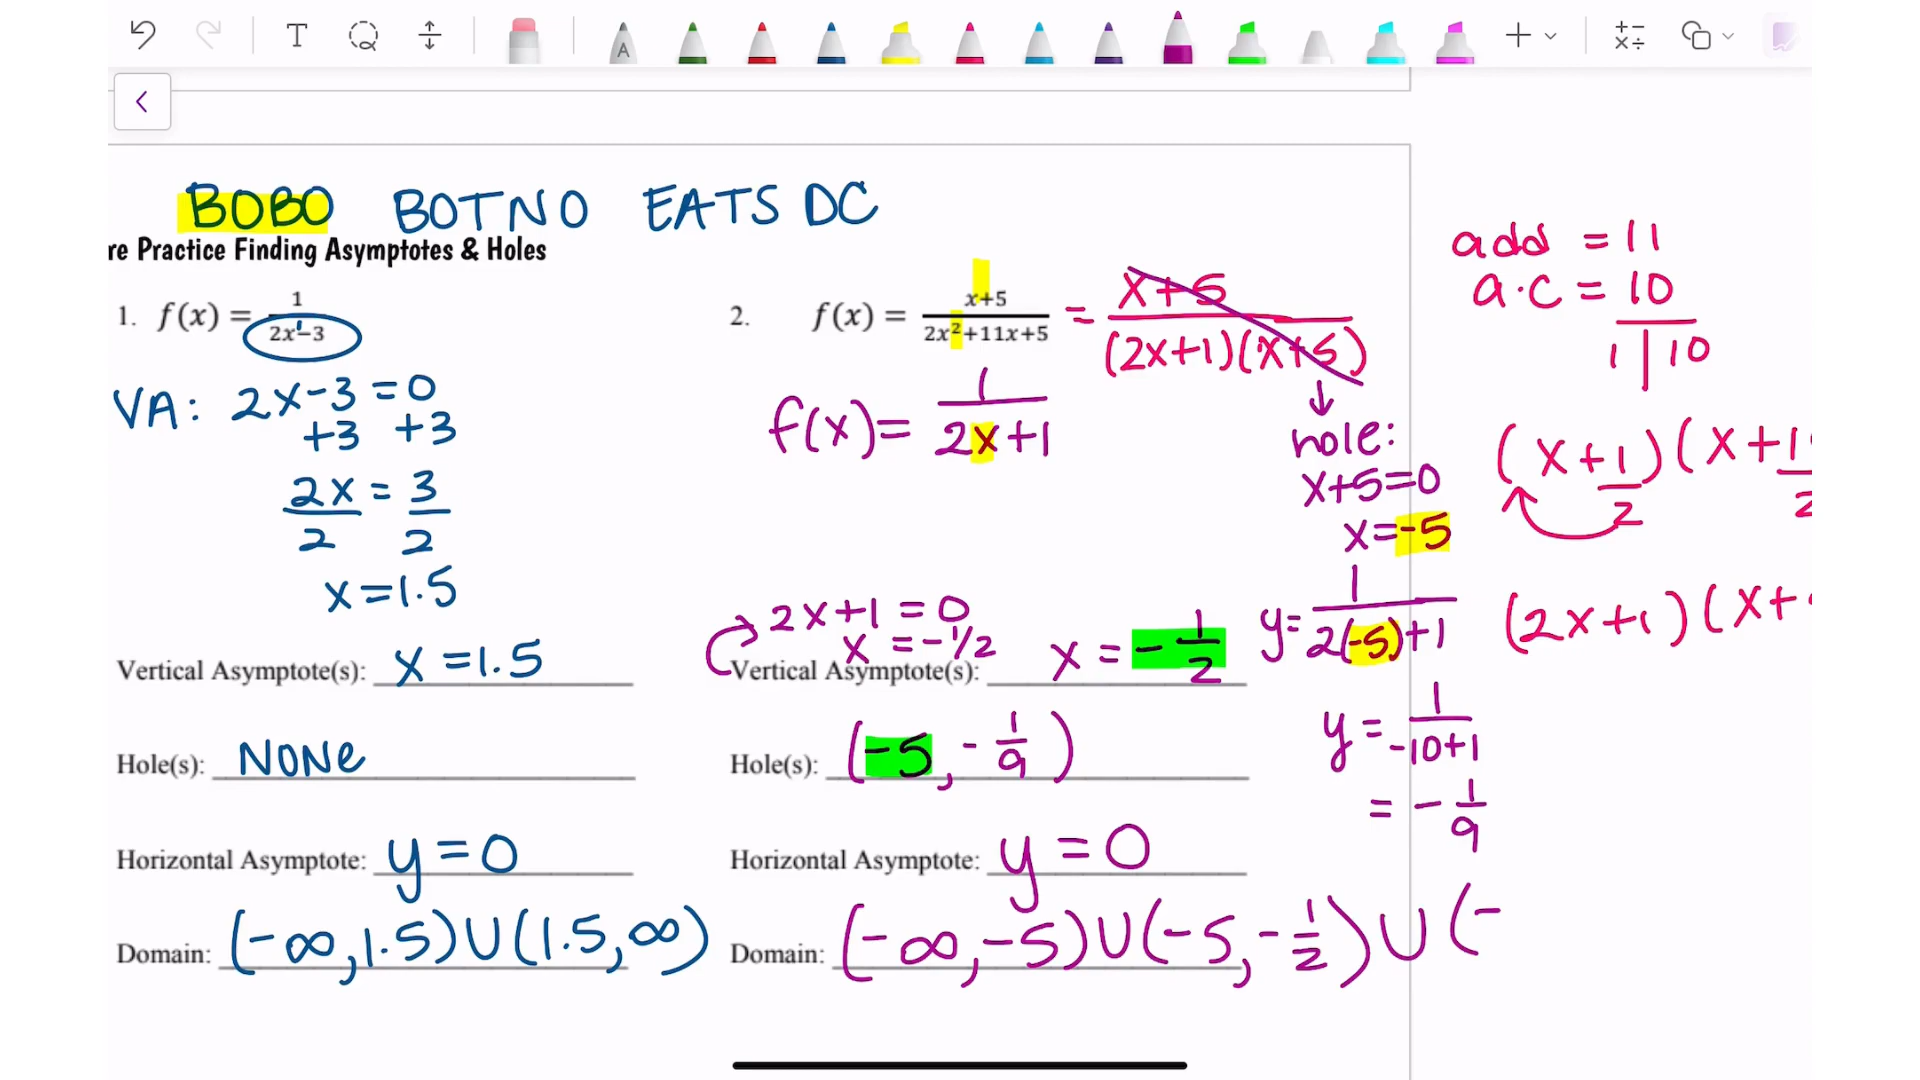 BOBO BOTNO EATS DC
re Practice Finding Asymptotes & Holes
1. f(x) = 1/(2x-3)
VA: 2x-3 = 0
+3 +3
2x = 3
2 2
x = 1.5
Vertical Asymptote(s): x = 1.5
Hole(s): NONe
Horizontal Asymptote: y = 0
Domain: (-∞, 1.5) ∪ (1.5, ∞)
2. f(x) = (x+5)/(2x²+11x+5) = (x+5)/((2x+1)(x+5))
f(x) = 1/(2x+1)
hole:
x+5=0
x=-5
y = 1/(2(-5)+1)
y = 1/(-10+1)
= -1/9
2x+1 = 0
x = -1/2
Vertical Asymptote(s): x = -1/2
Hole(s): (-5, -1/9)
Horizontal Asymptote: y = 0
Domain: (-∞, -5) ∪ (-5, -1/2) ∪ (-
add = 11
a·c = 10
1 | 10
(x+1/2)(x+1
(2x+1)(x+